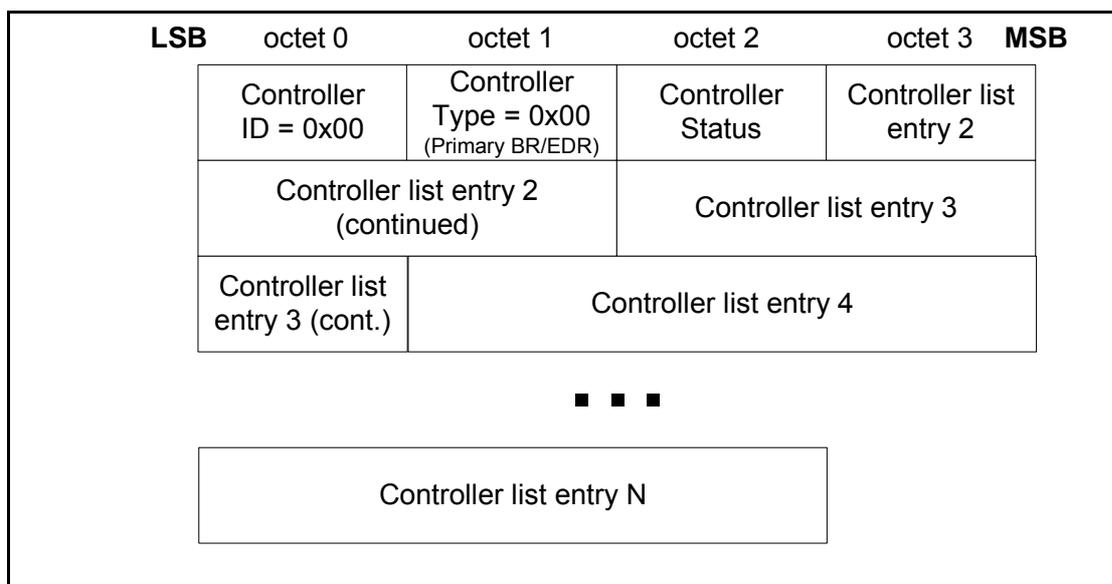 LSB octet 0 octet 1 octet 2 octet 3 MSB
Controller
ID = 0x00
Controller
Type = 0x00
(Primary BR/EDR)
Controller
Status
Controller list
entry 2
Controller list entry 2
(continued)
Controller list entry 3
Controller list
entry 3 (cont.)
Controller list entry 4
Controller list entry N